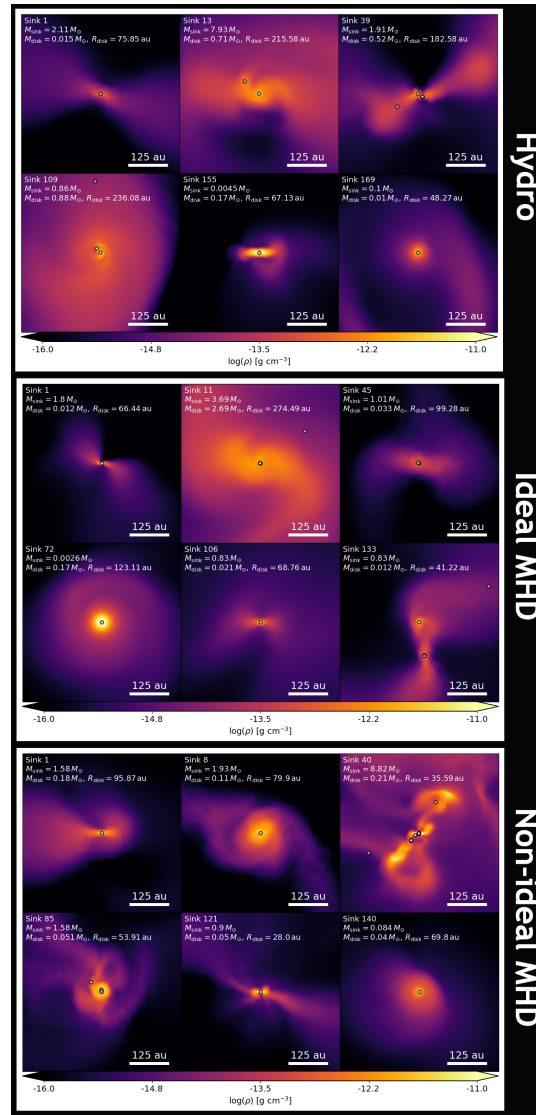 Sink 1
M_sink = 2.11 M_⊙
M_disk = 0.015 M_⊙, R_disk = 75.85 au
125 au
Sink 13
M_sink = 7.93 M_⊙
M_disk = 0.71 M_⊙, R_disk = 215.58 au
125 au
Sink 39
M_sink = 1.91 M_⊙
M_disk = 0.52 M_⊙, R_disk = 182.58 au
125 au
Sink 109
M_sink = 0.86 M_⊙
M_disk = 0.88 M_⊙, R_disk = 236.08 au
125 au
Sink 155
M_sink = 0.0045 M_⊙
M_disk = 0.17 M_⊙, R_disk = 67.13 au
125 au
Sink 169
M_sink = 0.1 M_⊙
M_disk = 0.01 M_⊙, R_disk = 48.27 au
125 au
-16.0 -14.8 -13.5 -12.2 -11.0
log(ρ) [g cm⁻³]
Hydro
Sink 1
M_sink = 1.8 M_⊙
M_disk = 0.012 M_⊙, R_disk = 66.44 au
125 au
Sink 11
M_sink = 3.69 M_⊙
M_disk = 2.69 M_⊙, R_disk = 274.49 au
125 au
Sink 45
M_sink = 1.01 M_⊙
M_disk = 0.033 M_⊙, R_disk = 99.28 au
125 au
Sink 72
M_sink = 0.0026 M_⊙
M_disk = 0.17 M_⊙, R_disk = 123.11 au
125 au
Sink 106
M_sink = 0.83 M_⊙
M_disk = 0.021 M_⊙, R_disk = 68.76 au
125 au
Sink 133
M_sink = 0.83 M_⊙
M_disk = 0.012 M_⊙, R_disk = 41.22 au
125 au
-16.0 -14.8 -13.5 -12.2 -11.0
log(ρ) [g cm⁻³]
Ideal MHD
Sink 1
M_sink = 1.58 M_⊙
M_disk = 0.18 M_⊙, R_disk = 95.87 au
125 au
Sink 8
M_sink = 1.93 M_⊙
M_disk = 0.11 M_⊙, R_disk = 79.9 au
125 au
Sink 40
M_sink = 8.82 M_⊙
M_disk = 0.21 M_⊙, R_disk = 35.59 au
125 au
Sink 85
M_sink = 1.58 M_⊙
M_disk = 0.051 M_⊙, R_disk = 53.91 au
125 au
Sink 121
M_sink = 0.9 M_⊙
M_disk = 0.05 M_⊙, R_disk = 28.0 au
125 au
Sink 140
M_sink = 0.084 M_⊙
M_disk = 0.04 M_⊙, R_disk = 69.8 au
125 au
-16.0 -14.8 -13.5 -12.2 -11.0
log(ρ) [g cm⁻³]
Non-ideal MHD